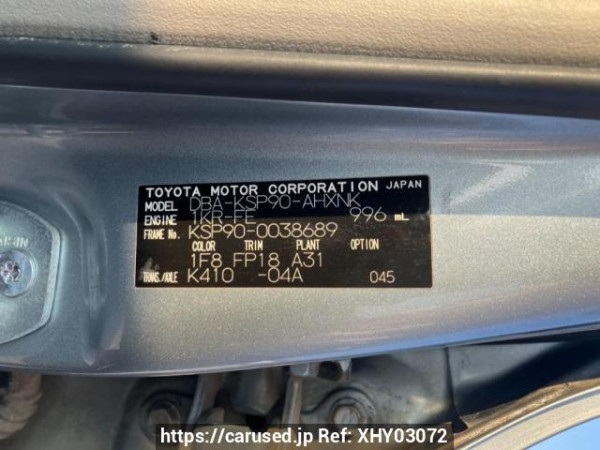 TOYOTA MOTOR CORPORATION JAPAN
MODEL DBA-KSP90-AHXNK
ENGINE 1KR-FE 996 mL
FRAME No. KSP90-0038689
COLOR TRIM PLANT OPTION
1F8 FP18 A31
TRANS./AXLE K410 -04A 045
https://carused.jp Ref: XHY03072